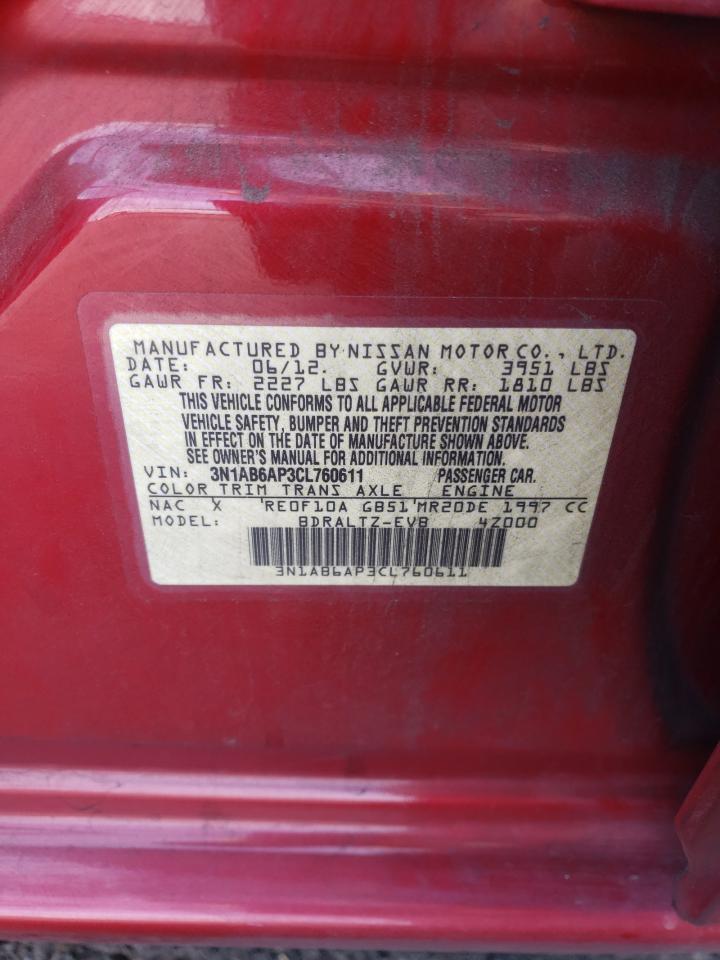 MANUFACTURED BY NISSAN MOTOR CO., LTD.
DATE: 06/12. GVWR: 3951 LBS
GAWR FR: 2227 LBS GAWR RR: 1810 LBS
THIS VEHICLE CONFORMS TO ALL APPLICABLE FEDERAL MOTOR
VEHICLE SAFETY, BUMPER AND THEFT PREVENTION STANDARDS
IN EFFECT ON THE DATE OF MANUFACTURE SHOWN ABOVE.
SEE OWNER'S MANUAL FOR ADDITIONAL INFORMATION.
VIN: 3N1AB6AP3CL760611 PASSENGER CAR.
COLOR TRIM TRANS AXLE ENGINE
NAC X 'RE0F10A GB51'MR20DE 1997 CC
MODEL: BDRALTZ-EVB 4Z000
3N1AB6AP3CL760611